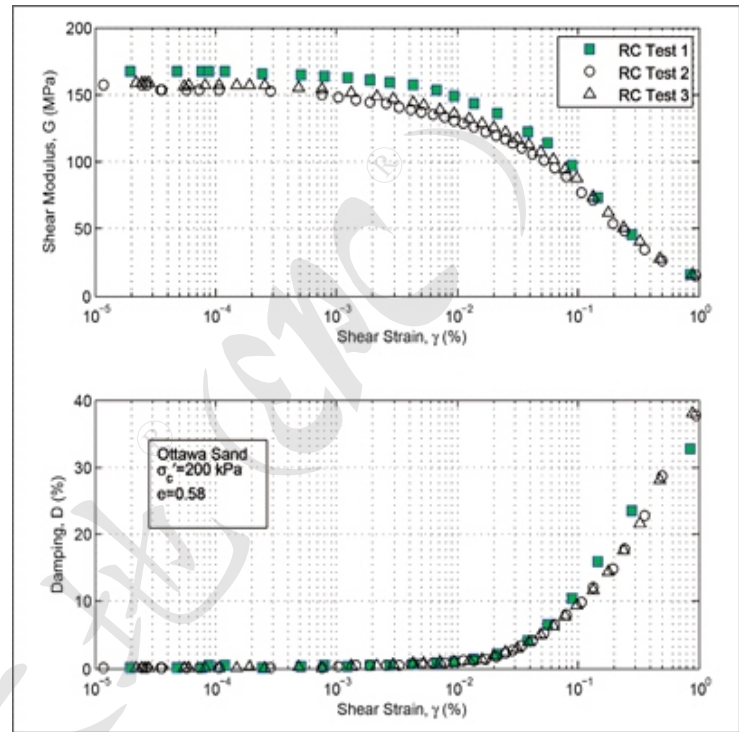 200
150
100
50
0
Shear Modulus, G (MPa)
RC Test 1
RC Test 2
RC Test 3
10⁻⁵ 10⁻⁴ 10⁻³ 10⁻² 10⁻¹ 10⁰
Shear Strain, γ (%)
40
30
20
10
0
Damping, D (%)
Ottawa Sand
σc′=200 kPa
e=0.58
10⁻⁵ 10⁻⁴ 10⁻³ 10⁻² 10⁻¹ 10⁰
Shear Strain, γ (%)
地 (enc)®
®